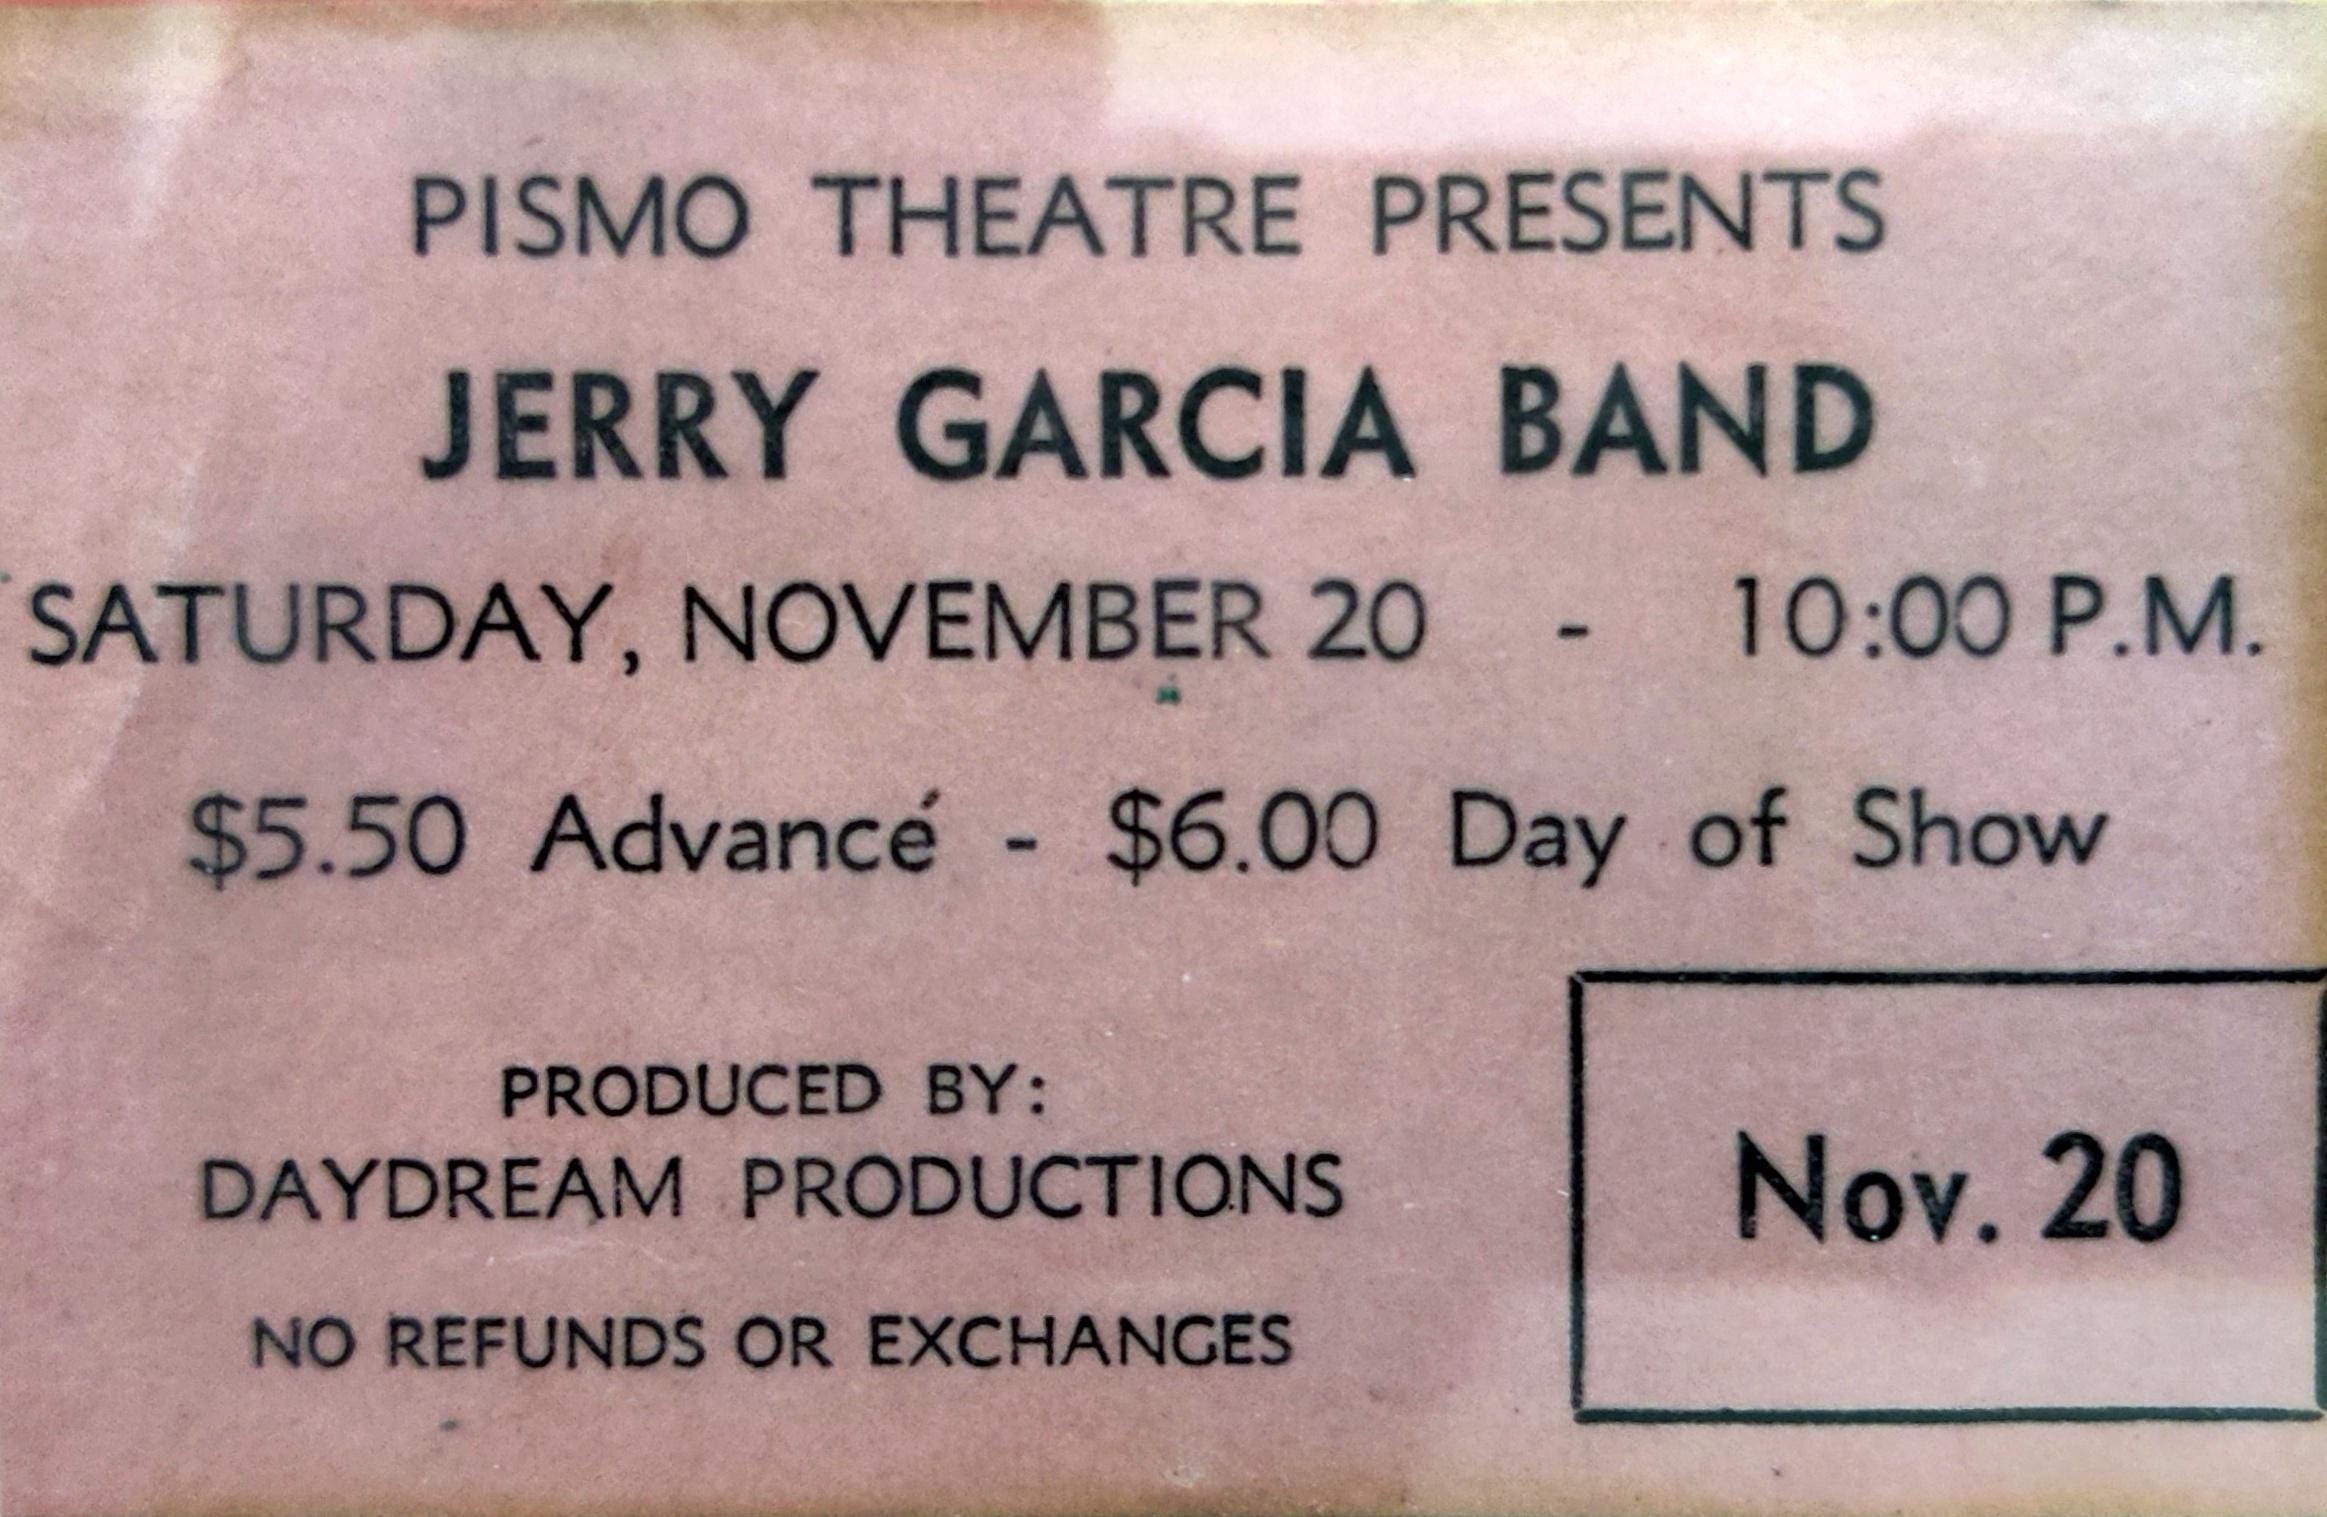 PISMO THEATRE PRESENTS
JERRY GARCIA BAND
SATURDAY, NOVEMBER 20 - 10:00 P.M.
$5.50 Advance - $6.00 Day of Show
PRODUCED BY:
DAYDREAM PRODUCTIONS
NO REFUNDS OR EXCHANGES
Nov. 20